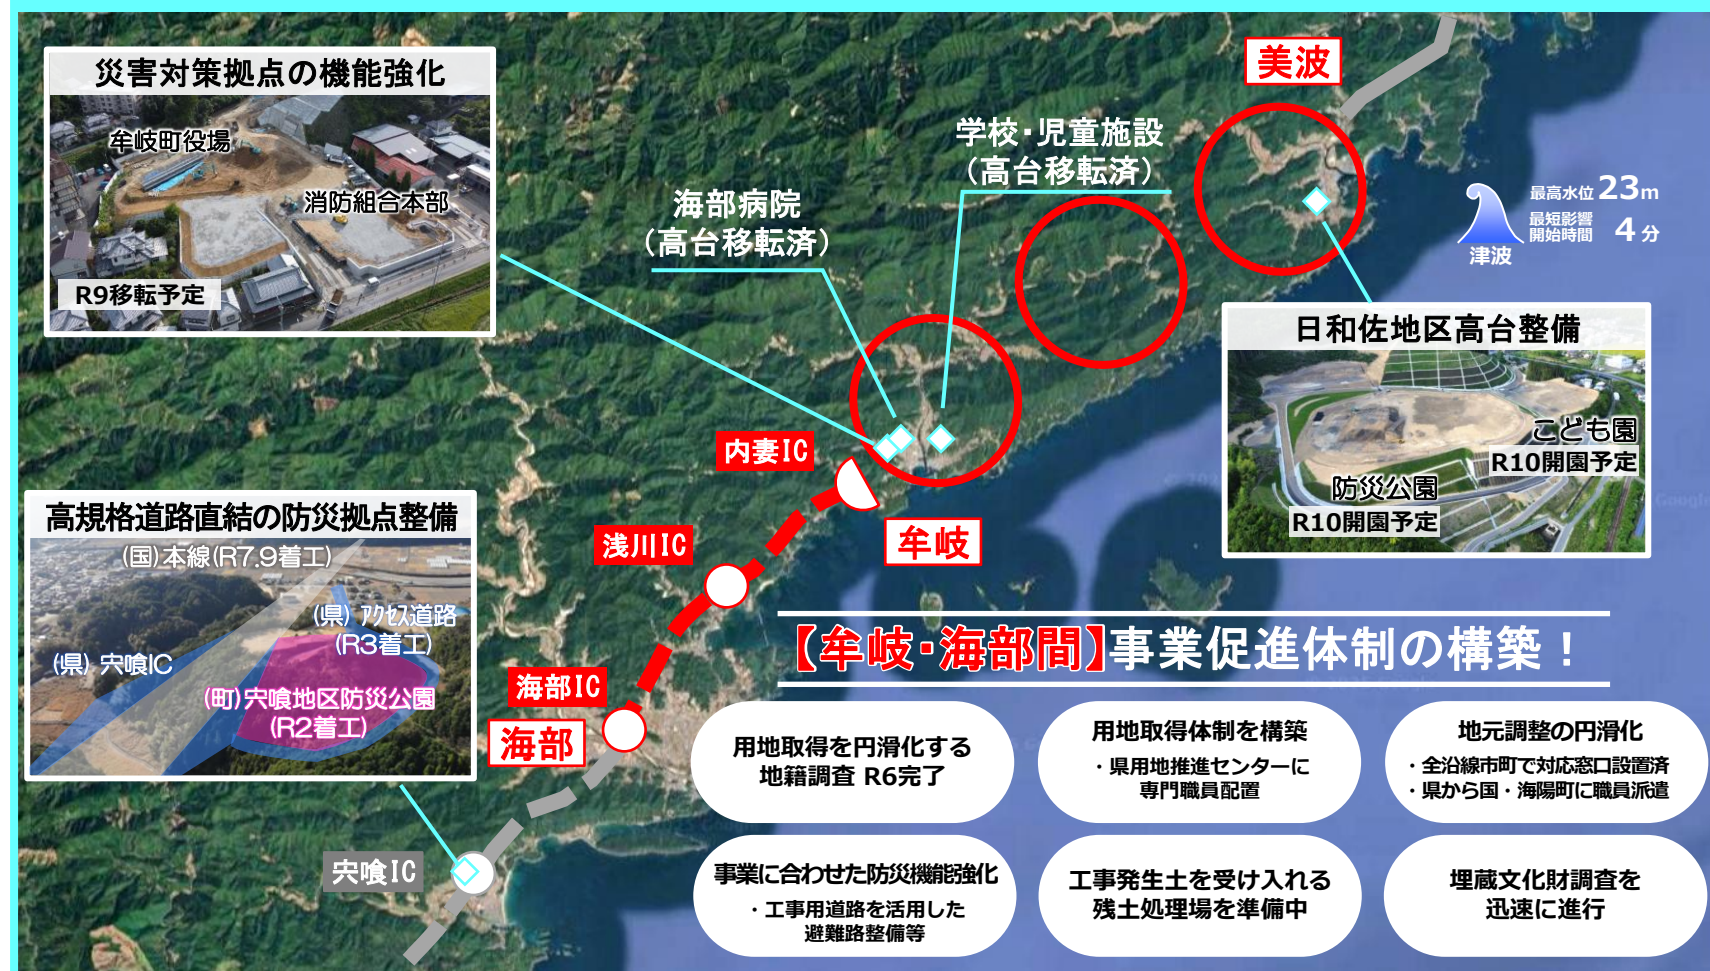 災害対策拠点の機能強化
牟岐町役場
消防組合本部
R9移転予定
美波
学校・児童施設
(高台移転済)
海部病院
(高台移転済)
最高水位 23m
最短影響
開始時間 4分
津波
日和佐地区高台整備
こども園
R10開園予定
防災公園
R10開園予定
内妻IC
牟岐
浅川IC
海部IC
海部
宍喰IC
高規格道路直結の防災拠点整備
(国)本線(R7.9着工)
(県) アクセス道路
(R3着工)
(県) 宍喰IC
(町)宍喰地区防災公園
(R2着工)
【牟岐・海部間】事業促進体制の構築！
用地取得を円滑化する
地籍調査 R6完了
用地取得体制を構築
・県用地推進センターに
専門職員配置
地元調整の円滑化
・全沿線市町で対応窓口設置済
・県から国・海陽町に職員派遣
事業に合わせた防災機能強化
・工事用道路を活用した
避難路整備等
工事発生土を受け入れる
残土処理場を準備中
埋蔵文化財調査を
迅速に進行
Google